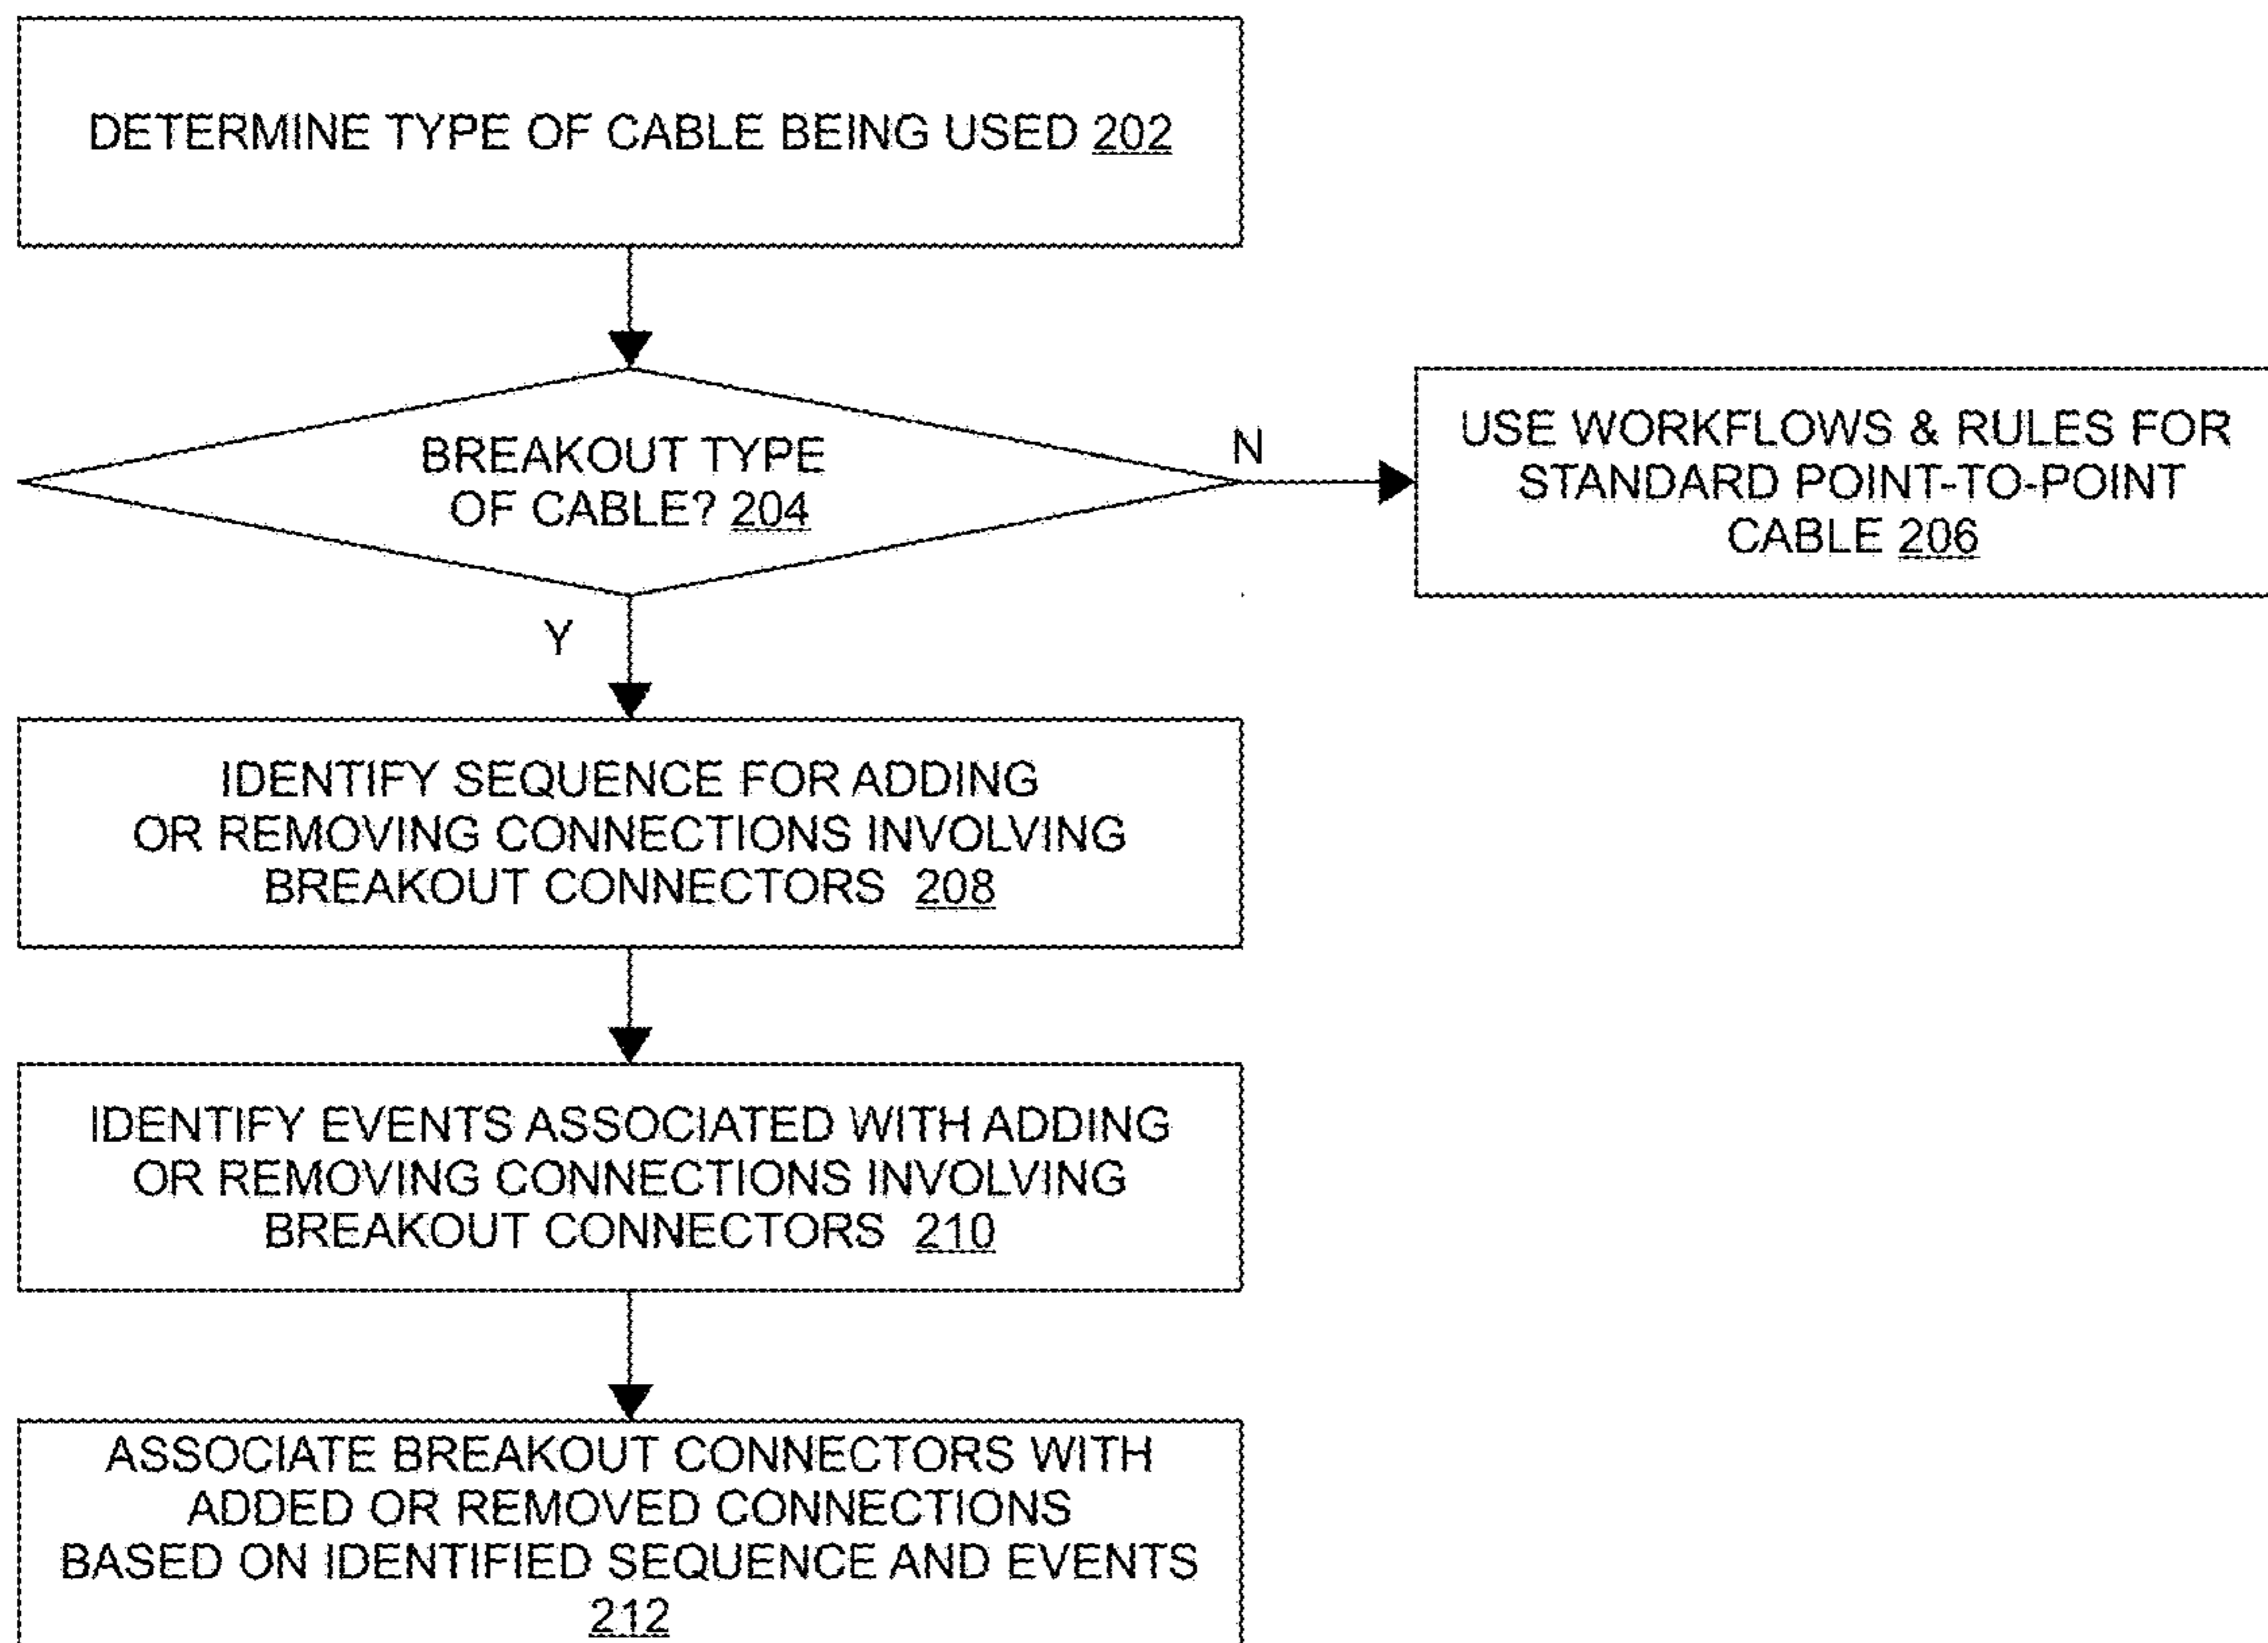 DETERMINE TYPE OF CABLE BEING USED 202
BREAKOUT TYPE
OF CABLE? 204
N
USE WORKFLOWS & RULES FOR
STANDARD POINT-TO-POINT
CABLE 206
Y
IDENTIFY SEQUENCE FOR ADDING
OR REMOVING CONNECTIONS INVOLVING
BREAKOUT CONNECTORS 208
IDENTIFY EVENTS ASSOCIATED WITH ADDING
OR REMOVING CONNECTIONS INVOLVING
BREAKOUT CONNECTORS 210
ASSOCIATE BREAKOUT CONNECTORS WITH
ADDED OR REMOVED CONNECTIONS
BASED ON IDENTIFIED SEQUENCE AND EVENTS
212